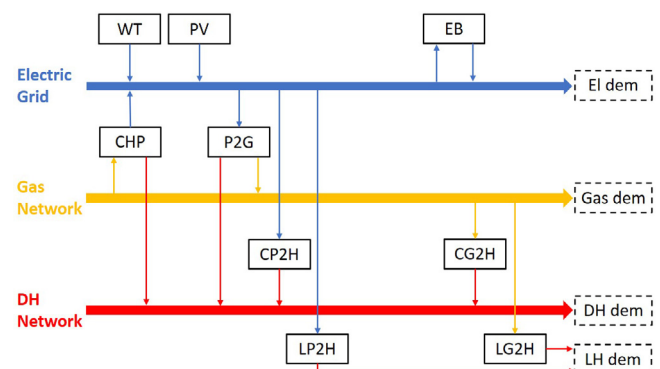 WT
PV
EB
Electric
Grid
El dem
CHP
P2G
Gas
Network
Gas dem
CP2H
CG2H
DH
Network
DH dem
LP2H
LG2H
LH dem